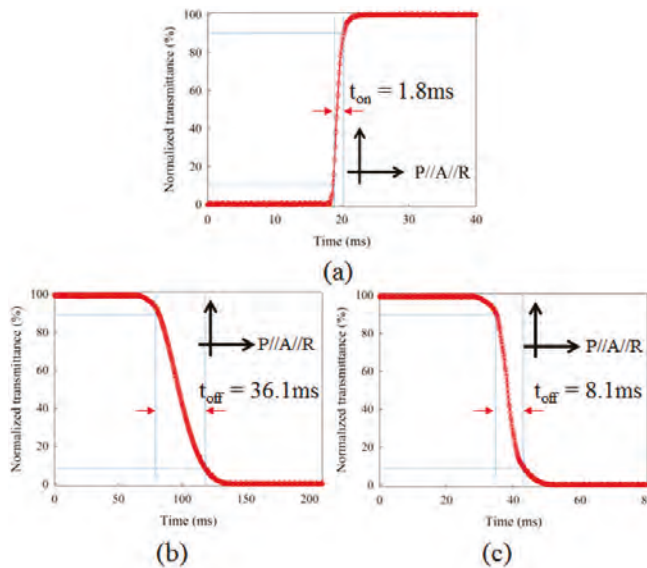 Normalized transmittance (%)
100
80
60
40
20
0
t_on = 1.8ms
P//A//R
0 10 20 30 40
Time (ms)
(a)
Normalized transmittance (%)
100
80
60
40
20
0
P//A//R
t_off = 36.1ms
0 50 100 150 200
Time (ms)
(b)
Normalized transmittance (%)
100
80
60
40
20
0
P//A//R
t_off = 8.1ms
0 20 40 60 80
Time (ms)
(c)